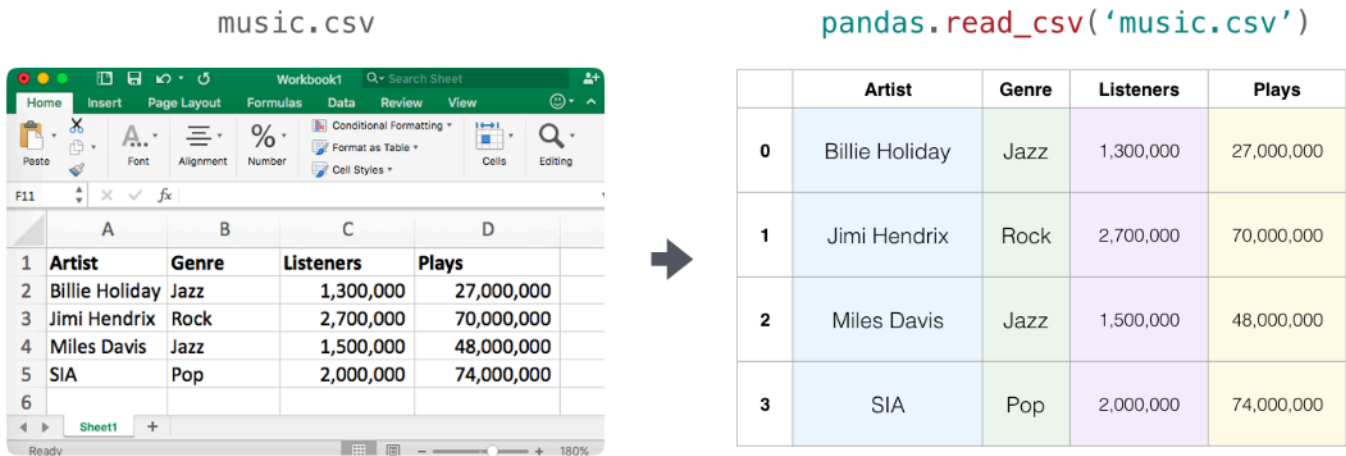 music.csv
pandas.read_csv(‘music.csv’)
Workbook1
Search Sheet
Home Insert Page Layout Formulas Data Review View
Paste
A.. Font
Alignment
% Number
Conditional Formatting
Format as Table
Cell Styles
Cells
Editing
F11 fx
A B C D
1 Artist Genre Listeners Plays
2 Billie Holiday Jazz 1,300,000 27,000,000
3 Jimi Hendrix Rock 2,700,000 70,000,000
4 Miles Davis Jazz 1,500,000 48,000,000
5 SIA Pop 2,000,000 74,000,000
6
Sheet1 +
Ready − + 180%
Artist Genre Listeners Plays
0 Billie Holiday Jazz 1,300,000 27,000,000
1 Jimi Hendrix Rock 2,700,000 70,000,000
2 Miles Davis Jazz 1,500,000 48,000,000
3 SIA Pop 2,000,000 74,000,000